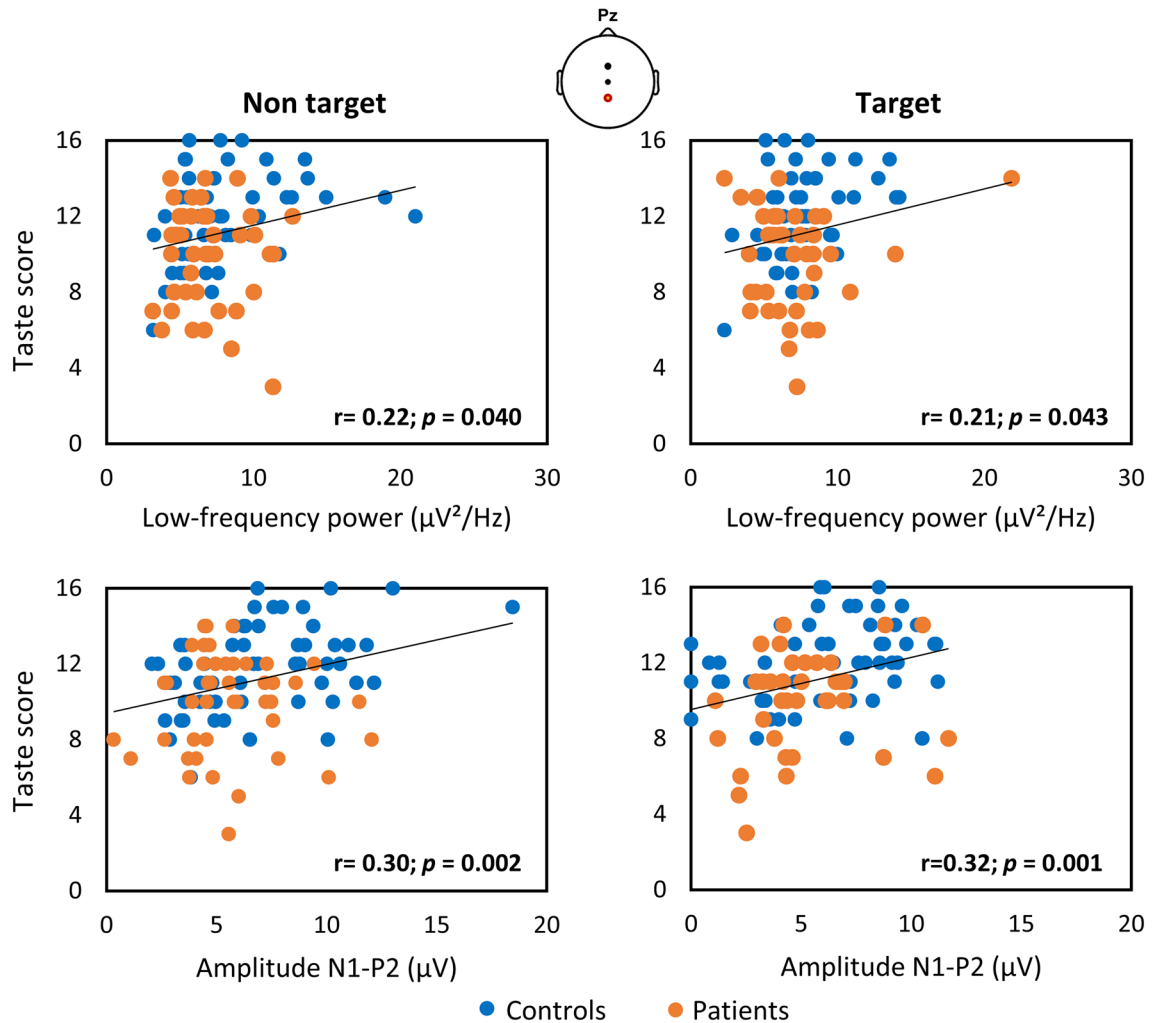 Pz
Non target
Target
16
12
8
4
0
Taste score
r= 0.22; p = 0.040
0 10 20 30
Low-frequency power (µV²/Hz)
16
12
8
4
0
r= 0.21; p = 0.043
0 10 20 30
Low-frequency power (µV²/Hz)
16
12
8
4
0
Taste score
r= 0.30; p = 0.002
0 5 10 15 20
Amplitude N1-P2 (µV)
16
12
8
4
0
r=0.32; p = 0.001
0 5 10 15 20
Amplitude N1-P2 (µV)
Controls
Patients